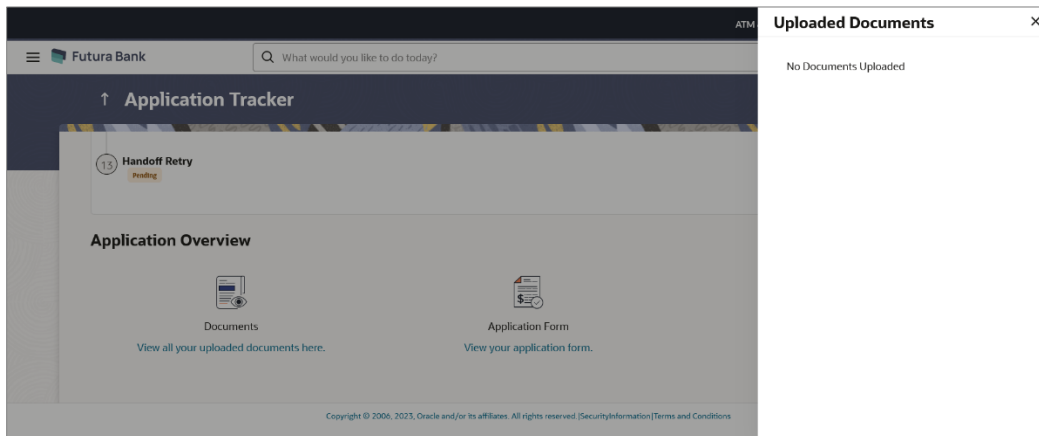 ATM
Uploaded Documents
Futura Bank
What would you like to do today?
No Documents Uploaded
↑ Application Tracker
13 Handoff Retry
Pending
Application Overview
Documents
Application Form
View all your uploaded documents here.
View your application form.
Copyright © 2006, 2023, Oracle and/or its affiliates. All rights reserved.|SecurityInformation|Terms and Conditions